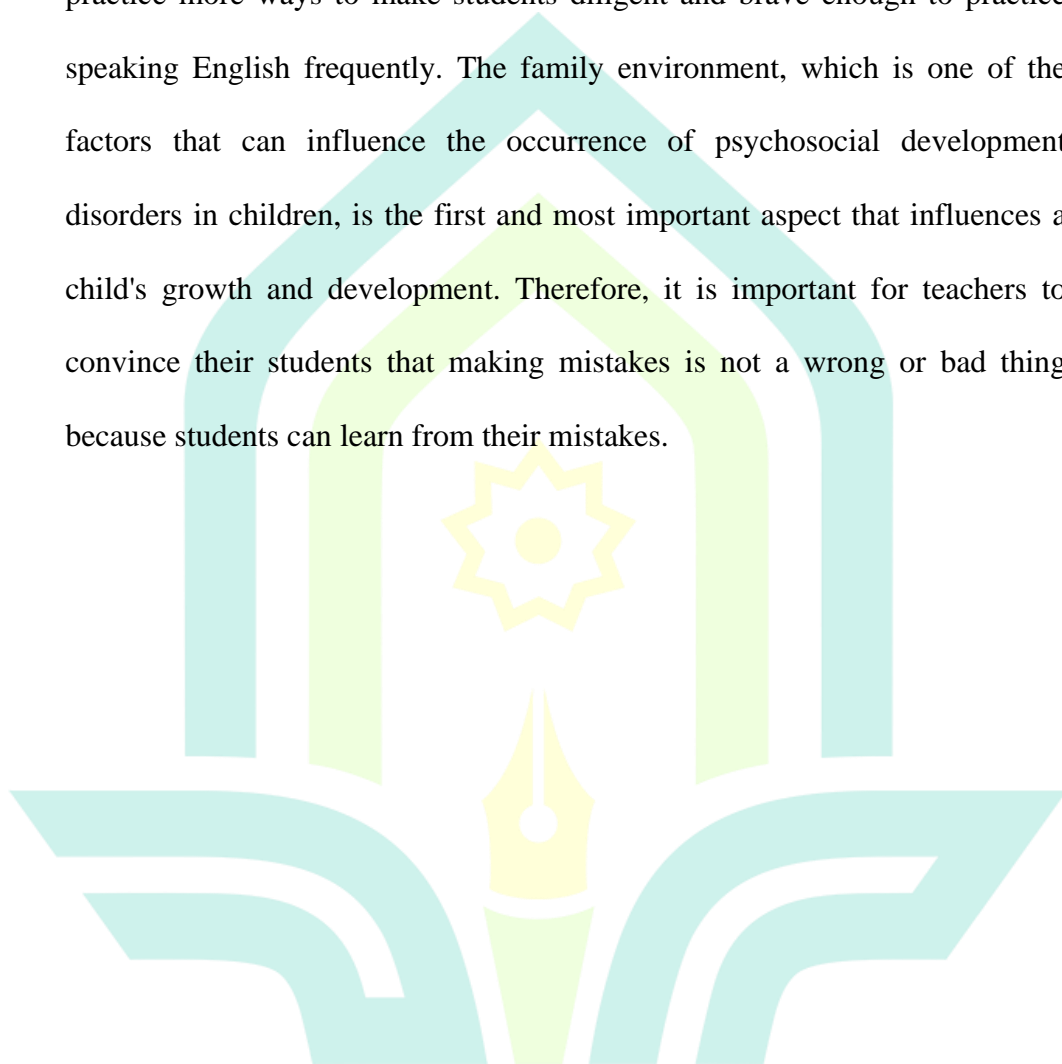 practice more ways to make students diligent and brave enough to practice
speaking English frequently. The family environment, which is one of the
factors that can influence the occurrence of psychosocial development
disorders in children, is the first and most important aspect that influences a
child's growth and development. Therefore, it is important for teachers to
convince their students that making mistakes is not a wrong or bad thing
because students can learn from their mistakes.